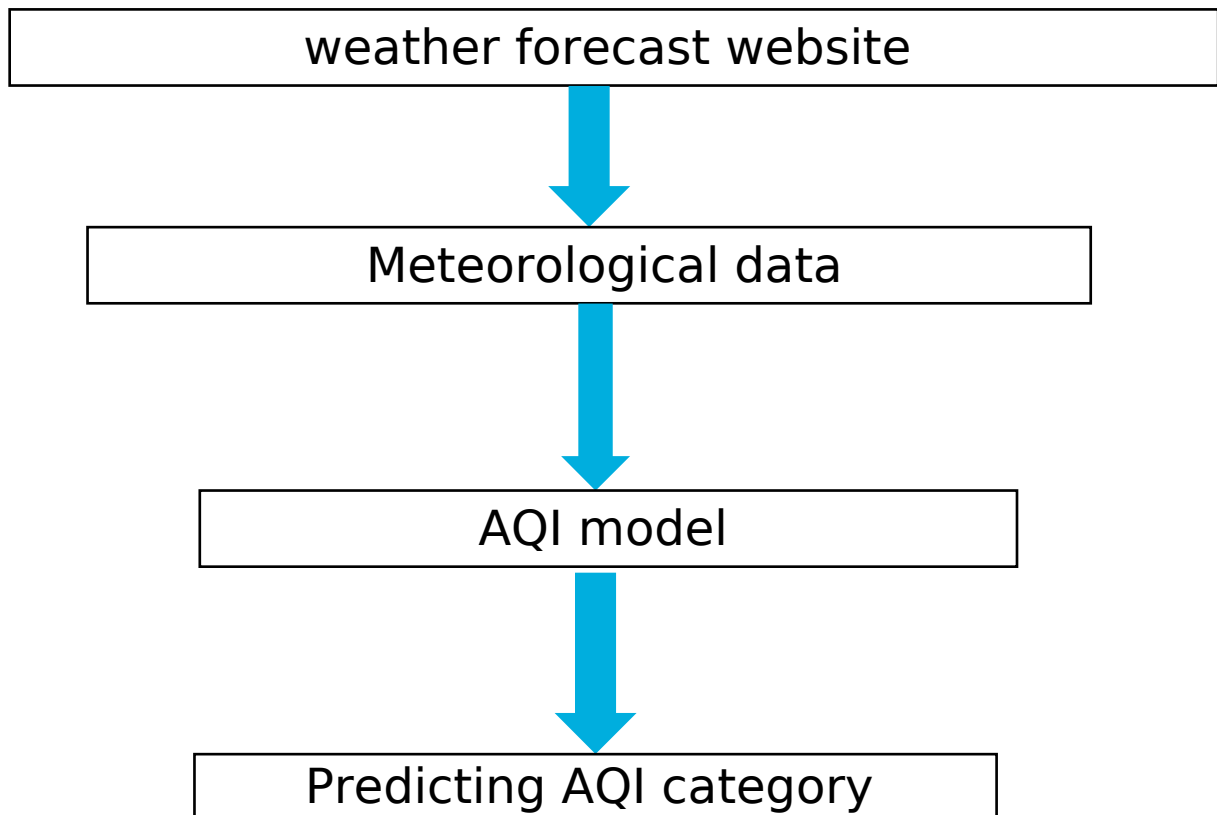 weather forecast website
Meteorological data
AQI model
Predicting AQI category